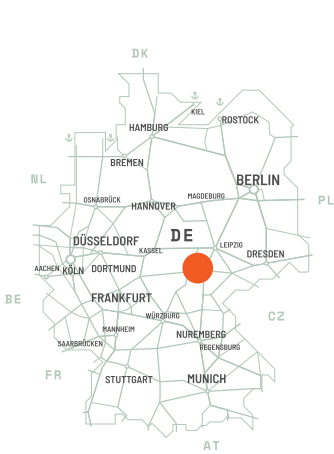 DK
KIEL
ROSTOCK
HAMBURG
BREMEN
BERLIN
NL
OSNABRÜCK
HANNOVER
MAGDEBURG
PL
DE
DÜSSELDORF
LEIPZIG
KASSEL
DRESDEN
AACHEN
KÖLN
DORTMUND
BE
FRANKFURT
WÜRZBURG
CZ
MANNHEIM
NUREMBERG
SAARBRÜCKEN
REGENSBURG
FR
STUTTGART
MUNICH
AT